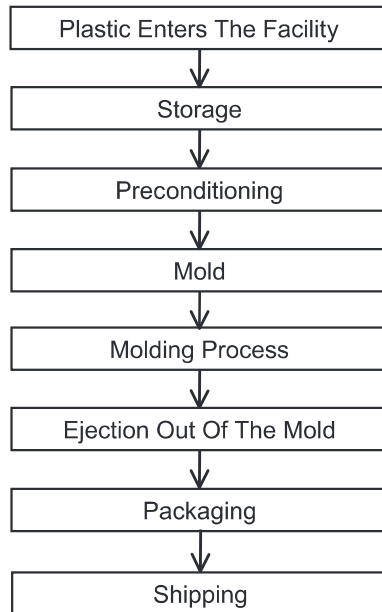 Plastic Enters The Facility
Storage
Preconditioning
Mold
Molding Process
Ejection Out Of The Mold
Packaging
Shipping